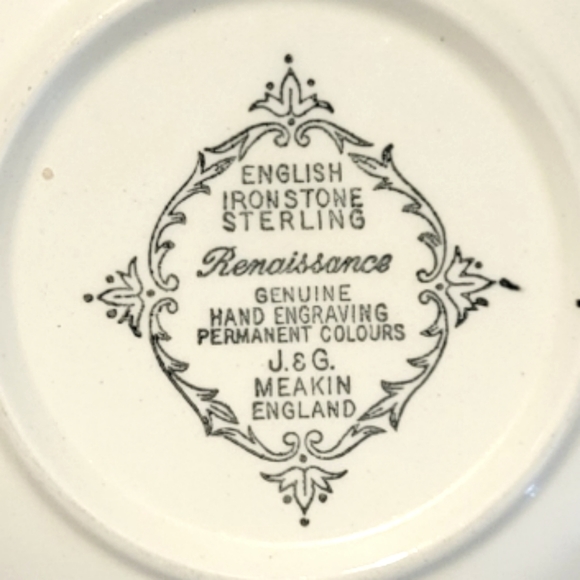 ENGLISH
IRONSTONE
STERLING
Renaissance
GENUINE
HAND ENGRAVING
PERMANENT COLOURS
J. & G.
MEAKIN
ENGLAND